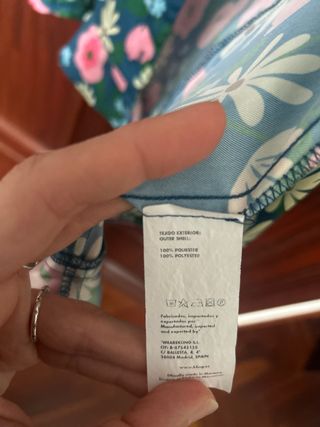 TEJIDO EXTERIOR:
OUTER SHELL:
100% POLIESTER
100% POLYESTER
Fabricados, importados y
exportados por
Manufactured, imported
and exported by
C/ BALLESTA, 4, 4º
28004 Madrid, SPAIN